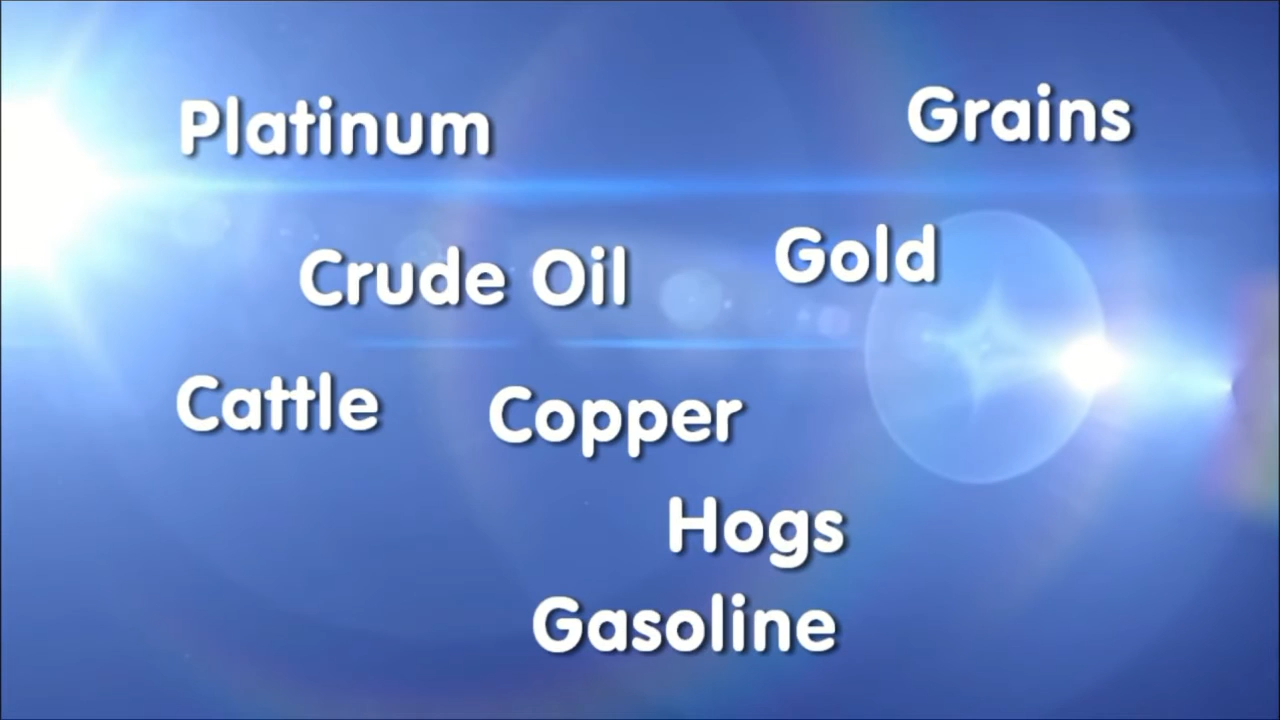 Platinum
Grains
Crude Oil
Gold
Cattle
Copper
Hogs
Gasoline